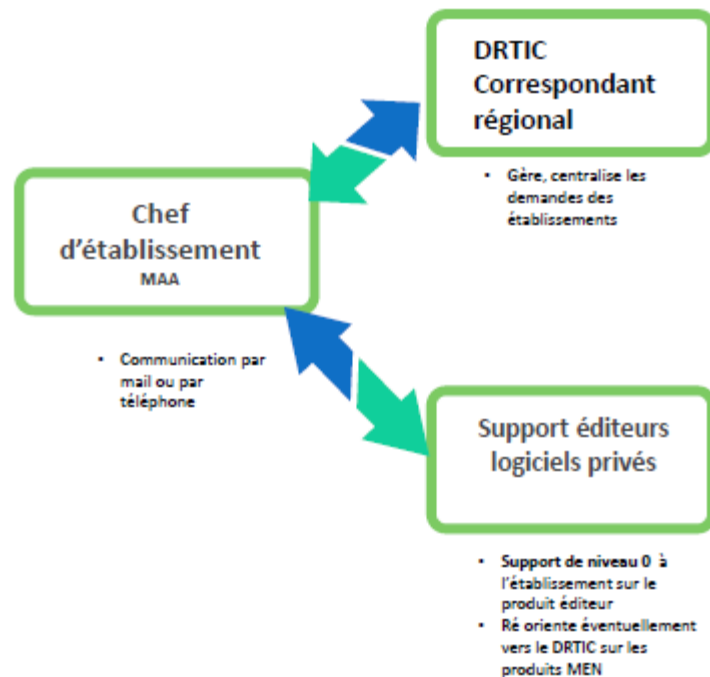 DRTIC
Correspondant
régional
• Gère, centralise les
demandes des
établissements
Chef
d’établissement
MAA
• Communication par
mail ou par
téléphone
Support éditeurs
logiciels privés
• Support de niveau 0 à
l’établissement sur le
produit éditeur
• Ré oriente éventuellement
vers le DRTIC sur les
produits MEN